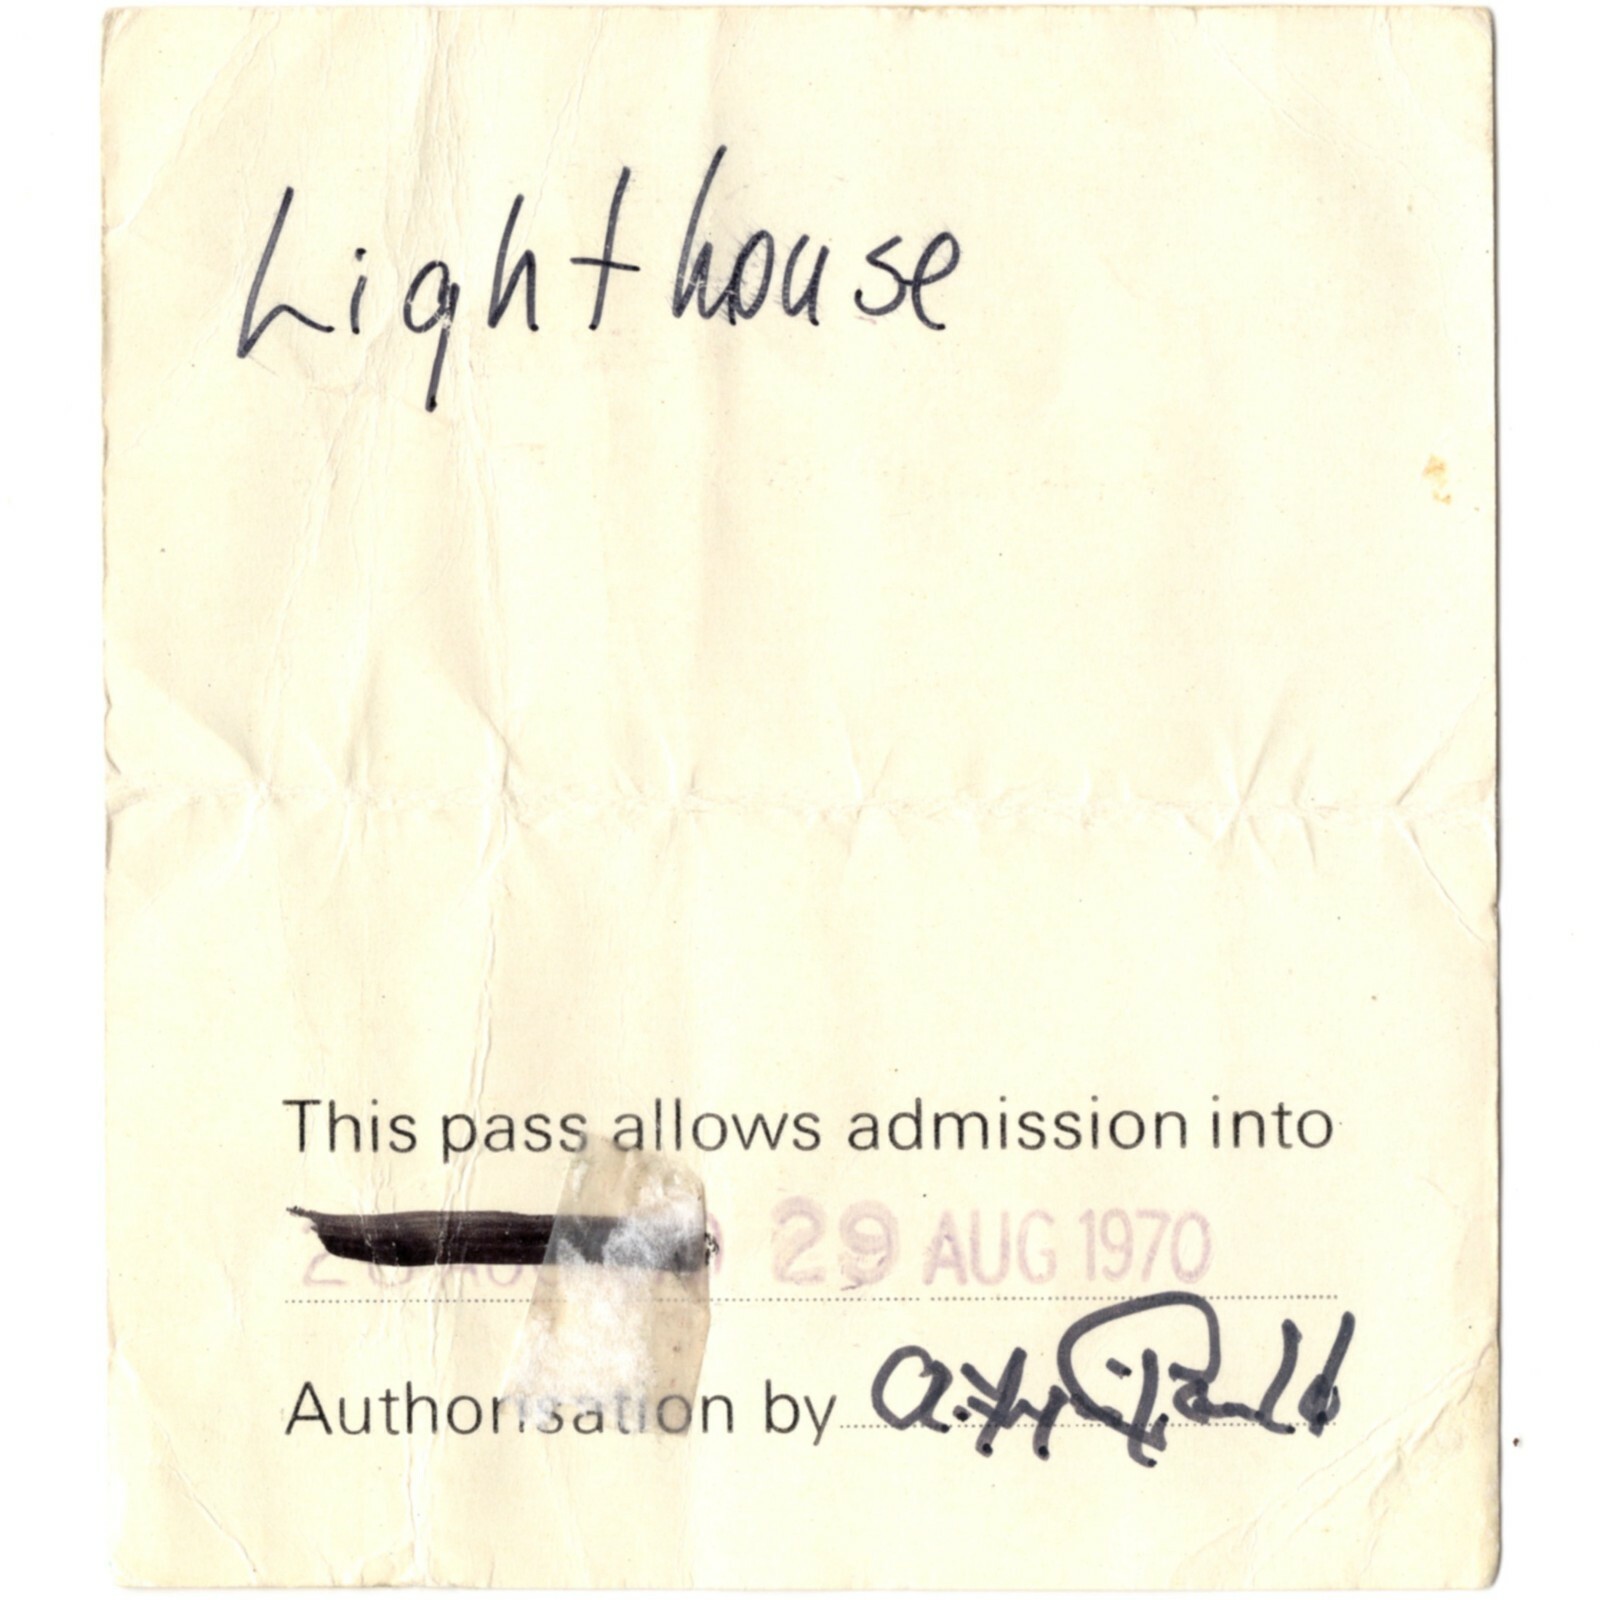 Lighthouse
This pass allows admission into
29 AUG 1970
Authorisation by